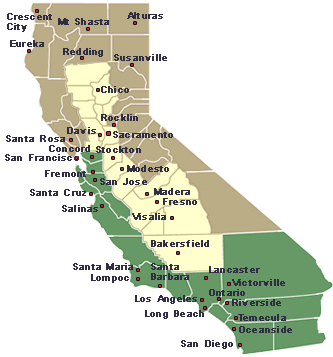 Crescent
City
Mt Shasta
Alturas
Eureka
Redding
Susanville
Chico
Rocklin
Davis
Sacramento
Santa Rosa
Concord
Stockton
San Francisc
Fremont
Modesto
San Jose
Santa Cruz
Madera
Fresno
Salinas
Visalia
Bakersfield
Santa Maria
Santa
Barbara
Lompoc
Lancaster
Victorville
Ontario
Los Angeles
Riverside
Long Beach
Temecula
Oceanside
San Diego